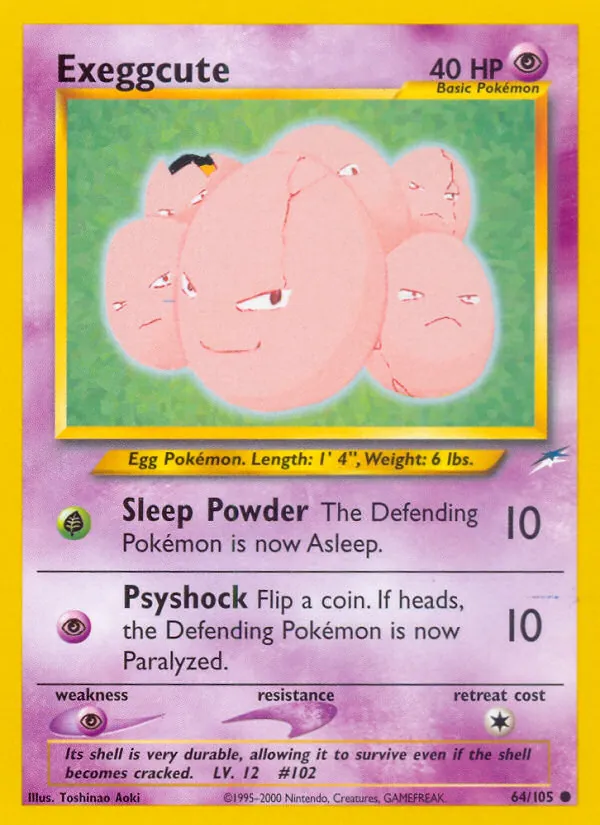 Exeggcute
40 HP
Basic Pokémon
Egg Pokémon. Length: 1' 4", Weight: 6 lbs.
Sleep Powder The Defending 10
Pokémon is now Asleep.
Psyshock Flip a coin. If heads,
the Defending Pokémon is now 10
Paralyzed.
weakness resistance retreat cost
Its shell is very durable, allowing it to survive even if the shell
becomes cracked. LV. 12 #102
Illus. Toshinao Aoki ©1995-2000 Nintendo, Creatures, GAMEFREAK. 64/105